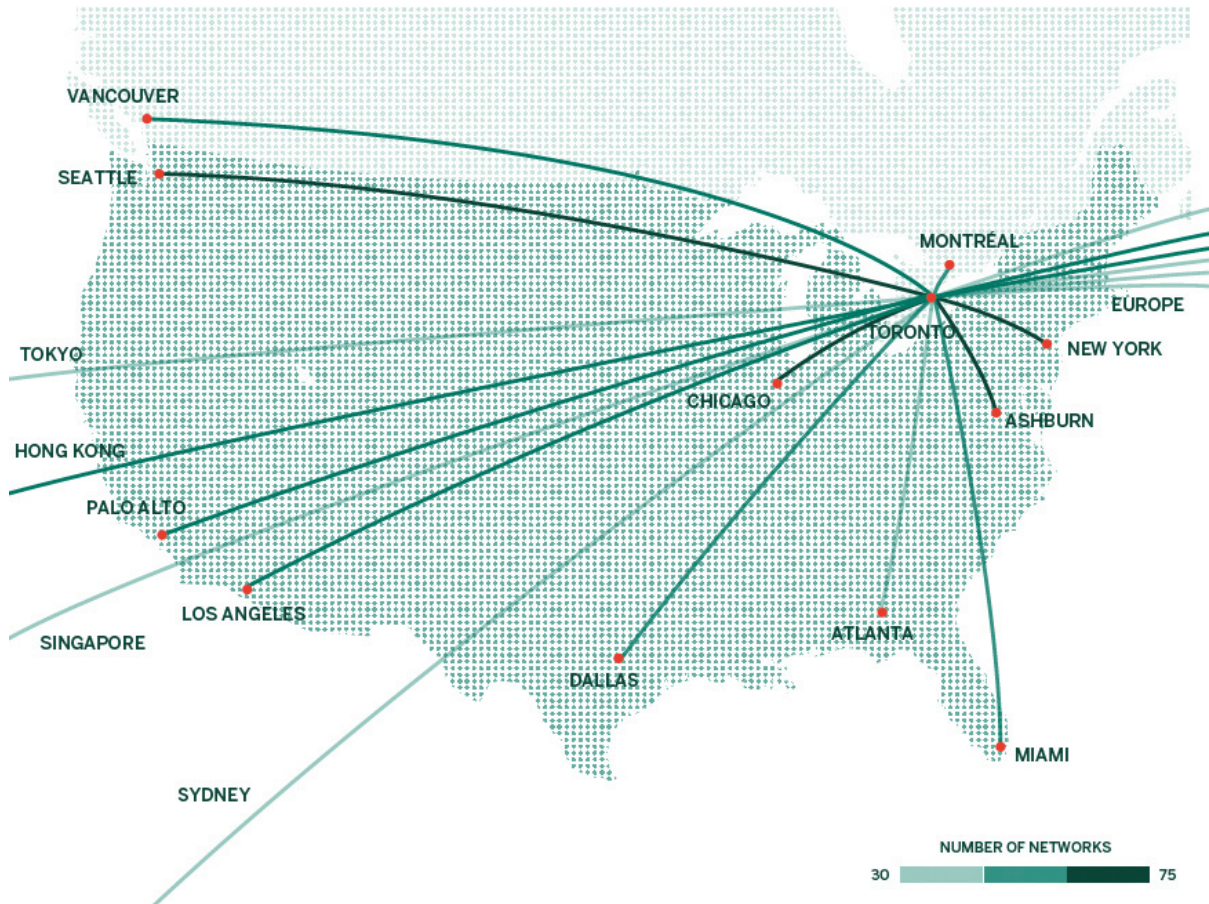 VANCOUVER
SEATTLE
MONTRÉAL
EUROPE
TORONTO
TOKYO
NEW YORK
CHICAGO
ASHBURN
HONG KONG
PALO ALTO
LOS ANGELES
SINGAPORE
ATLANTA
DALLAS
MIAMI
SYDNEY
NUMBER OF NETWORKS
30 75